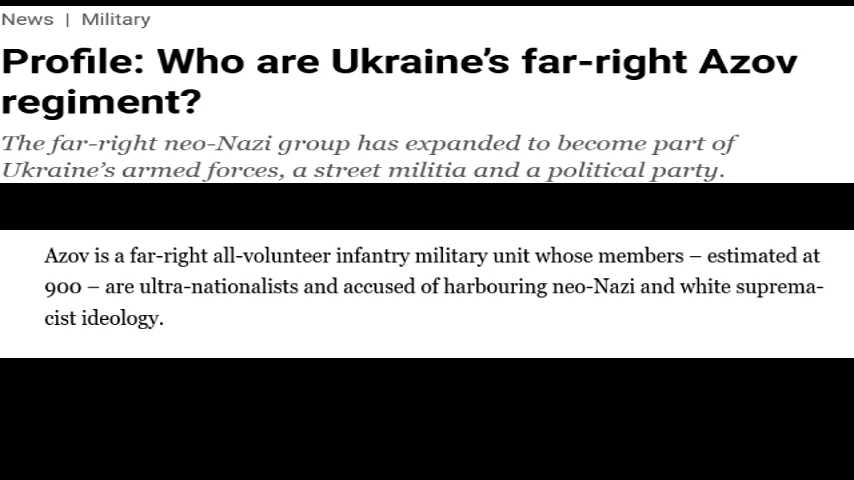 News | Military
Profile: Who are Ukraine's far-right Azov
regiment?
The far-right neo-Nazi group has expanded to become part of
Ukraine's armed forces, a street militia and a political party.
Azov is a far-right all-volunteer infantry military unit whose members – estimated at
900 – are ultra-nationalists and accused of harbouring neo-Nazi and white suprema-
cist ideology.